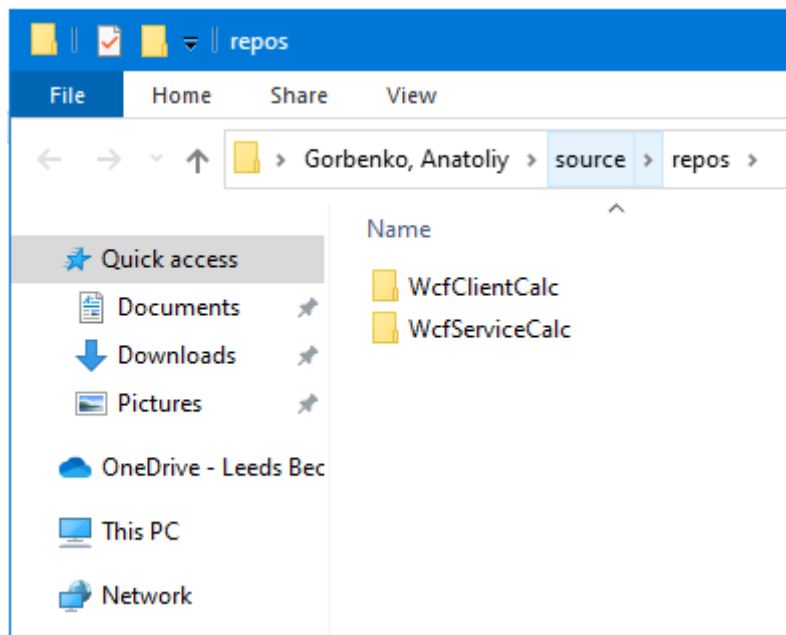 repos
File Home Share View
Gorbenko, Anatoliy > source > repos >
Name
Quick access
Documents
Downloads
Pictures
OneDrive - Leeds Bec
This PC
Network
WcfClientCalc
WcfServiceCalc